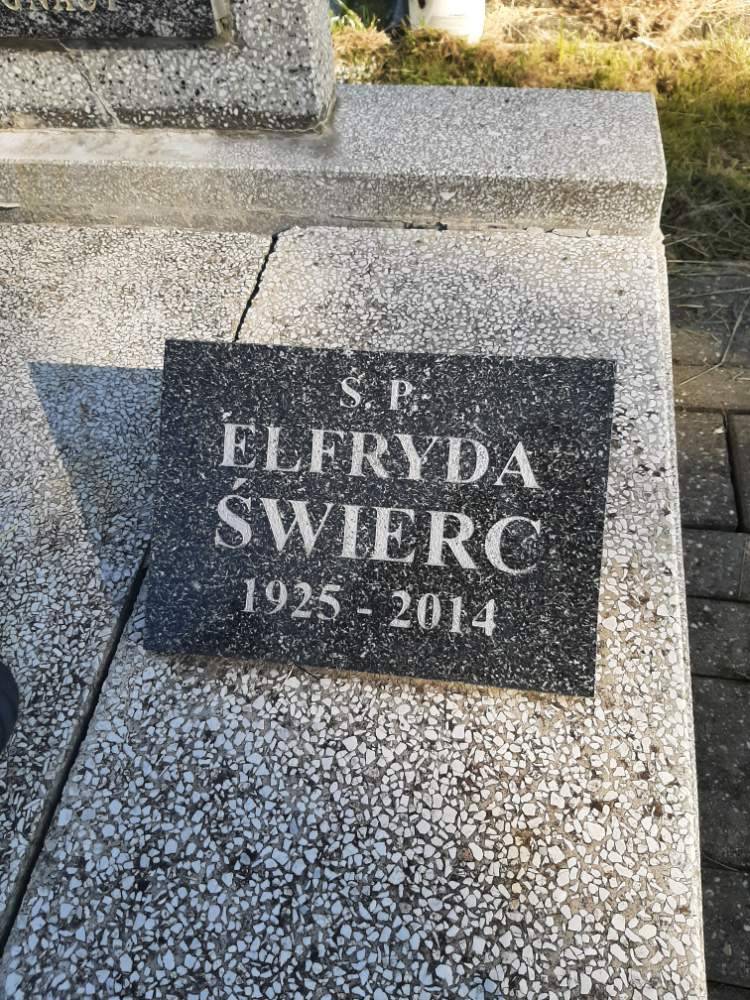 Ś. P.
ELFRYDA
ŚWIERC
1925 - 2014